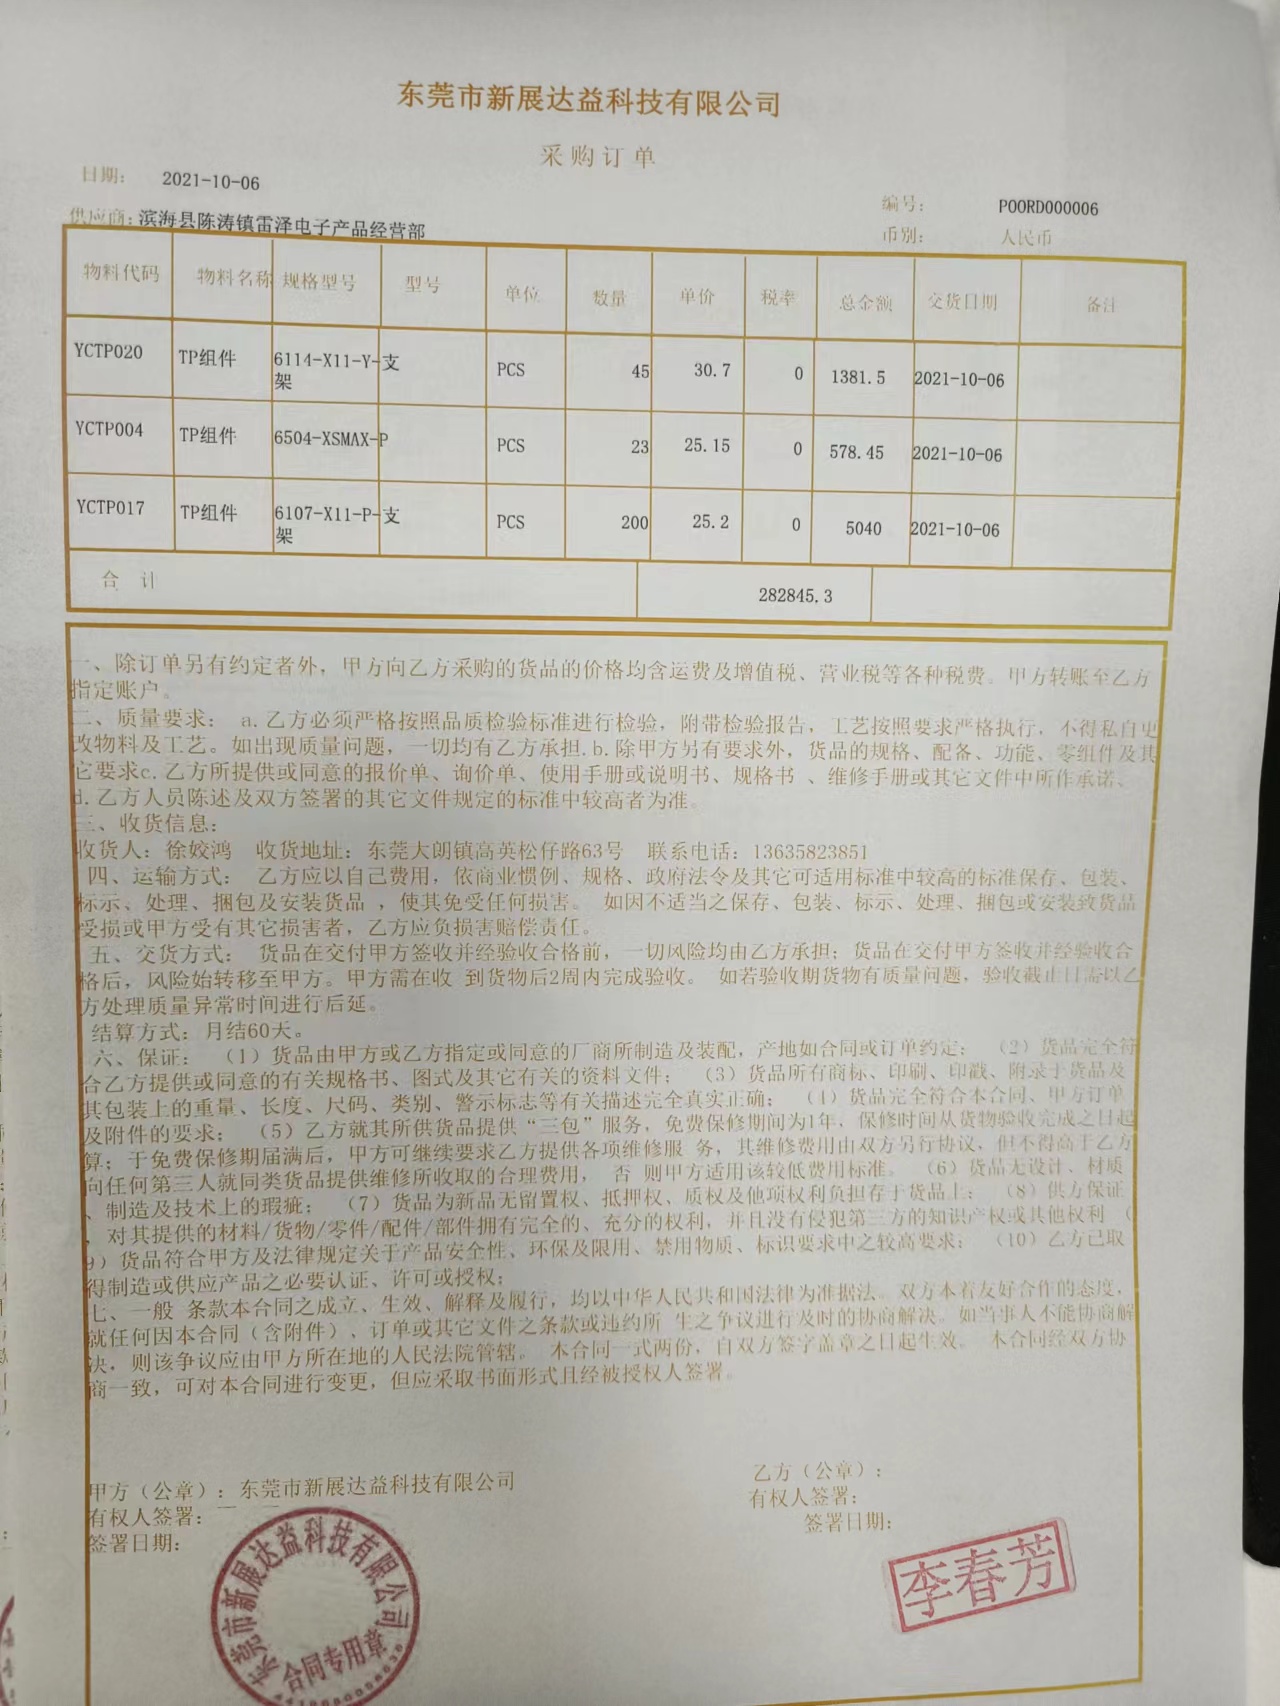 东莞市新展达益科技有限公司
采购订单
日期： 2021-10-06
编号： POORD000006
供应商：滨海县陈涛镇雷泽电子产品经营部
币别： 人民币
物料代码 物料名称 规格型号 型号 单位 数量 单价 税率 总金额 交货日期 备注
YCTP020 TP组件 6114-X11-Y-支架 PCS 45 30.7 0 1381.5 2021-10-06
YCTP004 TP组件 6504-XSMAX-P PCS 23 25.15 0 578.45 2021-10-06
YCTP017 TP组件 6107-X11-P-支架 PCS 200 25.2 0 5040 2021-10-06
合 计 282845.3
一、除订单另有约定者外，甲方向乙方采购的货品的价格均含运费及增值税、营业税等各种税费。甲方转账至乙方
指定账户。
二、质量要求： a.乙方必须严格按照品质检验标准进行检验，附带检验报告，工艺按照要求严格执行，不得私自更
改物料及工艺。如出现质量问题，一切均有乙方承担.b.除甲方另有要求外，货品的规格、配备、功能、零组件及其
它要求c.乙方所提供或同意的报价单、询价单、使用手册或说明书、规格书 、维修手册或其它文件中所作承诺、
d.乙方人员陈述及双方签署的其它文件规定的标准中较高者为准。
三、收货信息：
收货人：徐姣鸿 收货地址：东莞大朗镇高英松仔路63号 联系电话：13635823851
四、运输方式： 乙方应以自己费用，依商业惯例、规格、政府法令及其它可适用标准中较高的标准保存、包装、
标示、处理、捆包及安装货品 ，使其免受任何损害。 如因不适当之保存、包装、标示、处理、捆包或安装致货品
受损或甲方受有其它损害者，乙方应负损害赔偿责任。
五、交货方式： 货品在交付甲方签收并经验收合格前，一切风险均由乙方承担；货品在交付甲方签收并经验收合
格后，风险始转移至甲方。甲方需在收 到货物后2周内完成验收。 如若验收期货物有质量问题，验收截止日需以乙
方处理质量异常时间进行后延。
结算方式：月结60天。
六、保证： （1）货品由甲方或乙方指定或同意的厂商所制造及装配，产地如合同或订单约定； （2）货品完全符
合乙方提供或同意的有关规格书、图式及其它有关的资料文件； （3）货品所有商标、印刷、印戳、附录于货品及
其包装上的重量、长度、尺码、类别、警示标志等有关描述完全真实正确； （4）货品完全符合本合同、甲方订单
及附件的要求； （5）乙方就其所供货品提供“三包”服务，免费保修期间为1年，保修时间从货物验收完成之日起
算；于免费保修期届满后，甲方可继续要求乙方提供各项维修服 务，其维修费用由双方另行协议，但不得高于乙方
向任何第三人就同类货品提供维修所收取的合理费用， 否 则甲方适用该较低费用标准。 （6）货品无设计、材质
、制造及技术上的瑕疵； （7）货品为新品无留置权、抵押权、质权及他项权利负担存于货品上； （8）供方保证
，对其提供的材料/货物/零件/配件/部件拥有完全的、充分的权利，并且没有侵犯第三方的知识产权或其他权利 （
9）货品符合甲方及法律规定关于产品安全性、环保及限用、禁用物质、标识要求中之较高要求； （10）乙方已取
得制造或供应产品之必要认证、许可或授权；
七、一般 条款本合同之成立、生效、解释及履行，均以中华人民共和国法律为准据法。双方本着友好合作的态度，
就任何因本合同（含附件）、订单或其它文件之条款或违约所 生之争议进行及时的协商解决。如当事人不能协商解
决，则该争议应由甲方所在地的人民法院管辖。 本合同一式两份，自双方签字盖章之日起生效。 本合同经双方协
商一致，可对本合同进行变更，但应采取书面形式且经被授权人签署。
甲方（公章）：东莞市新展达益科技有限公司
乙方（公章）：
有权人签署：
有权人签署：
签署日期：
签署日期：
东莞市新展达益科技有限公司
合同专用章
李春芳